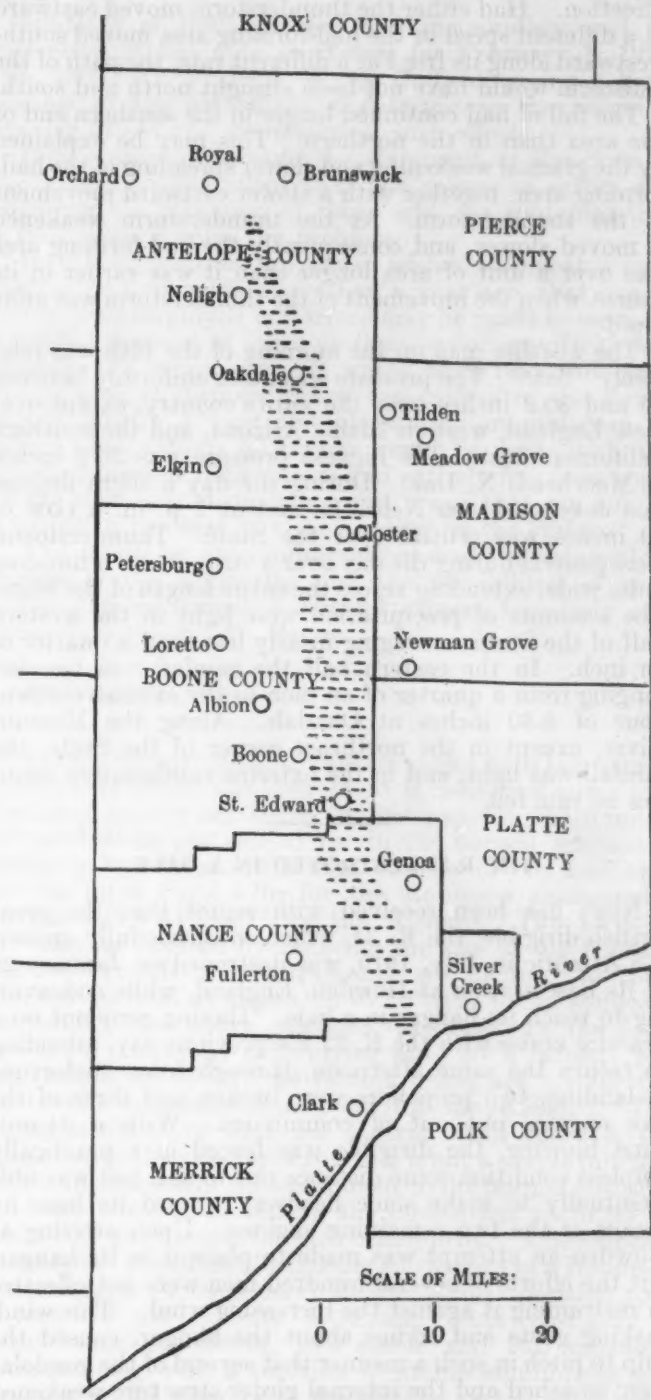 KNOX COUNTY
Royal
Orchard
Brunswick
PIERCE
COUNTY
ANTELOPE COUNTY
Neligh
Oakdale
Tilden
Meadow Grove
Elgin
MADISON
COUNTY
Closter
Petersburg
Loretto
Newman Grove
BOONE COUNTY
Albion
Boone
St. Edward
PLATTE
COUNTY
Genoa
NANCE COUNTY
Fullerton
Silver
Creek
River
Clark
POLK COUNTY
MERRICK
COUNTY
Platte
SCALE OF MILES:
0 10 20